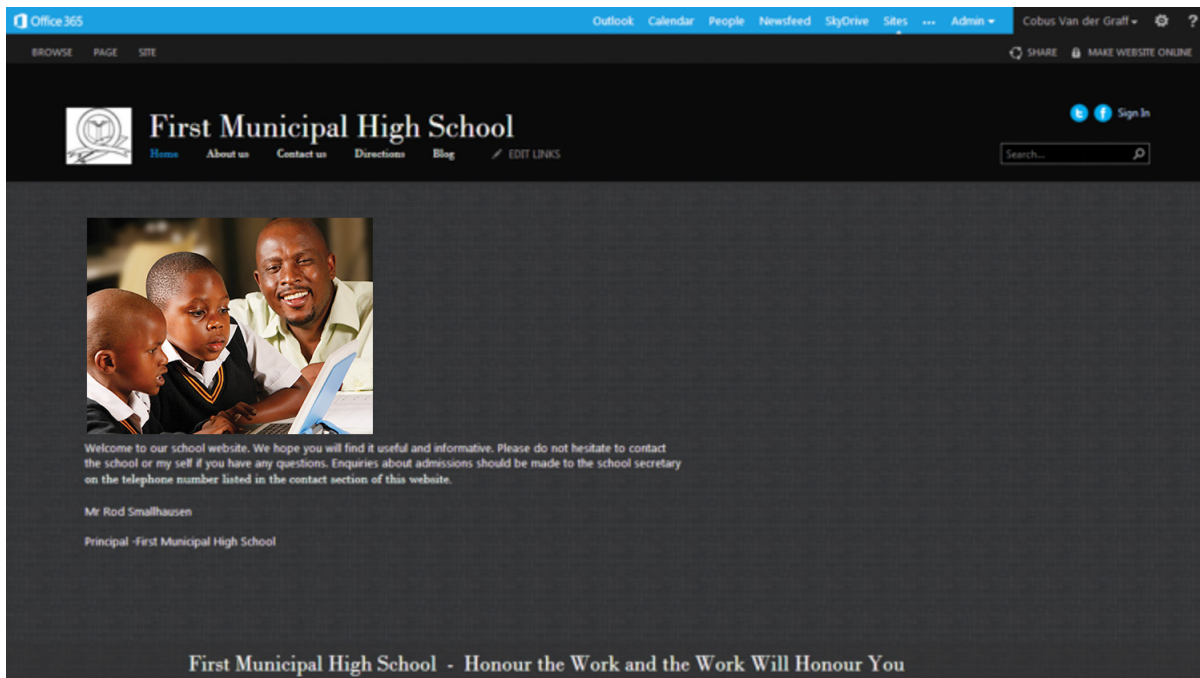 Office 365
Outlook Calendar People Newsfeed SkyDrive Sites ... Admin Cobus Van der Graff ?
BROWSE PAGE SITE
SHARE MAKE WEBSITE ONLINE
First Municipal High School
Sign In
Home About us Contact us Directions Blog EDIT LINKS
Search...
Welcome to our school website. We hope you will find it useful and informative. Please do not hesitate to contact
the school or my self if you have any questions. Enquiries about admissions should be made to the school secretary
on the telephone number listed in the contact section of this website.
Mr Rod Smallhausen
Principal -First Municipal High School
First Municipal High School - Honour the Work and the Work Will Honour You